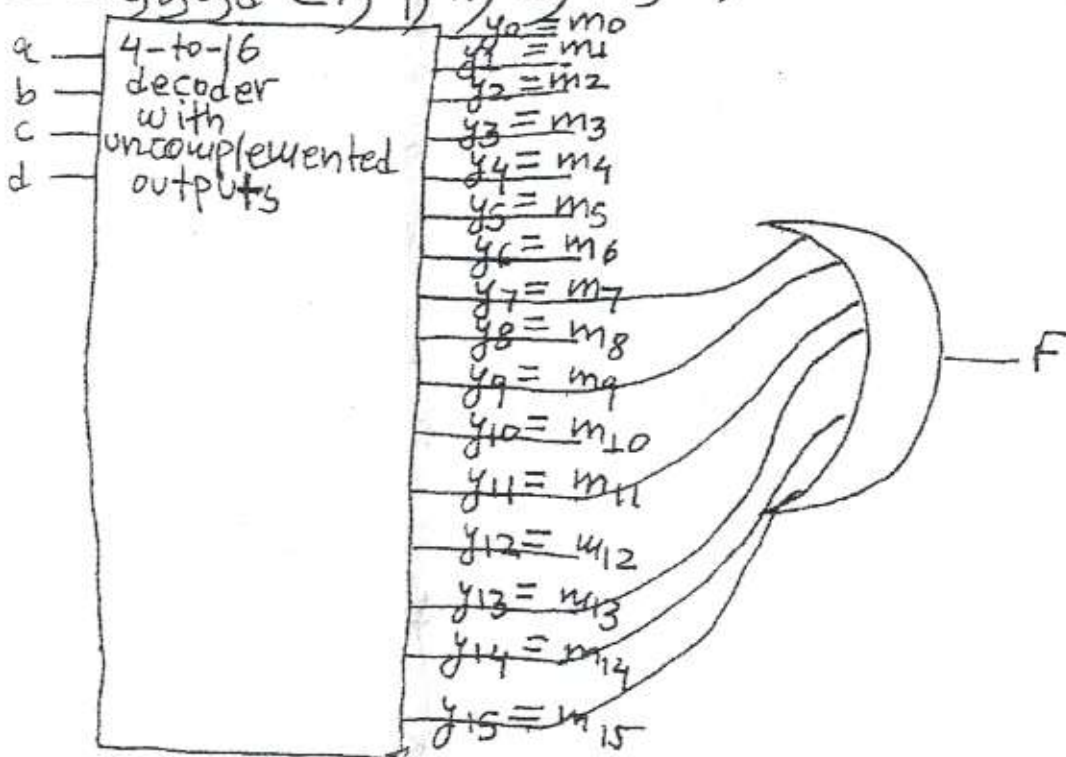 y0 = m0
a
4-to-16
y1 = m1
b
decoder
y2 = m2
with
c
y3 = m3
uncomplemented
y4 = m4
d
outputs
y5 = m5
y6 = m6
y7 = m7
y8 = m8
F
y9 = m9
y10 = m10
y11 = m11
y12 = m12
y13 = m13
y14 = m14
y15 = m15